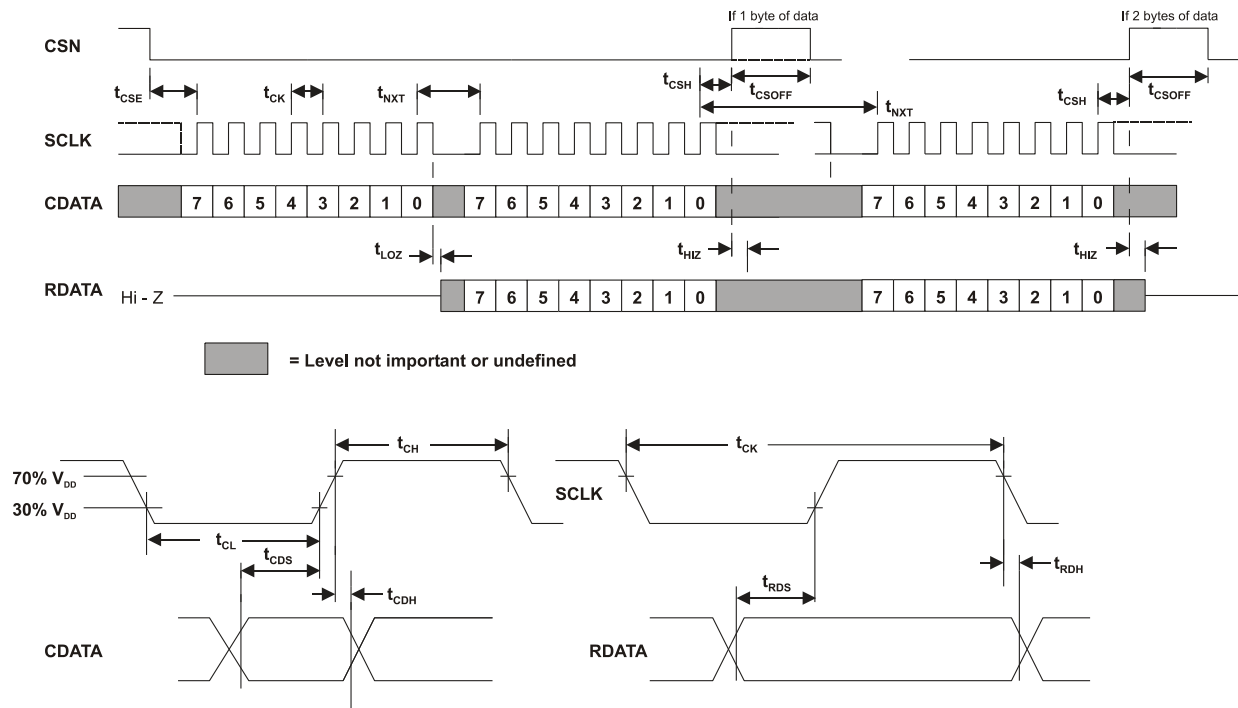 If 1 byte of data
If 2 bytes of data
CSN
tCSH
tCSOFF
tCSH
tCSOFF
tCSE
tCK
tNXT
tNXT
SCLK
CDATA
7 6 5 4 3 2 1 0
7 6 5 4 3 2 1 0
7 6 5 4 3 2 1 0
tLOZ
tHIZ
tHIZ
RDATA
Hi - Z
7 6 5 4 3 2 1 0
7 6 5 4 3 2 1 0
= Level not important or undefined
tCH
tCK
70% VDD
30% VDD
SCLK
tCL
tCDS
tCDH
tRDS
tRDH
CDATA
RDATA